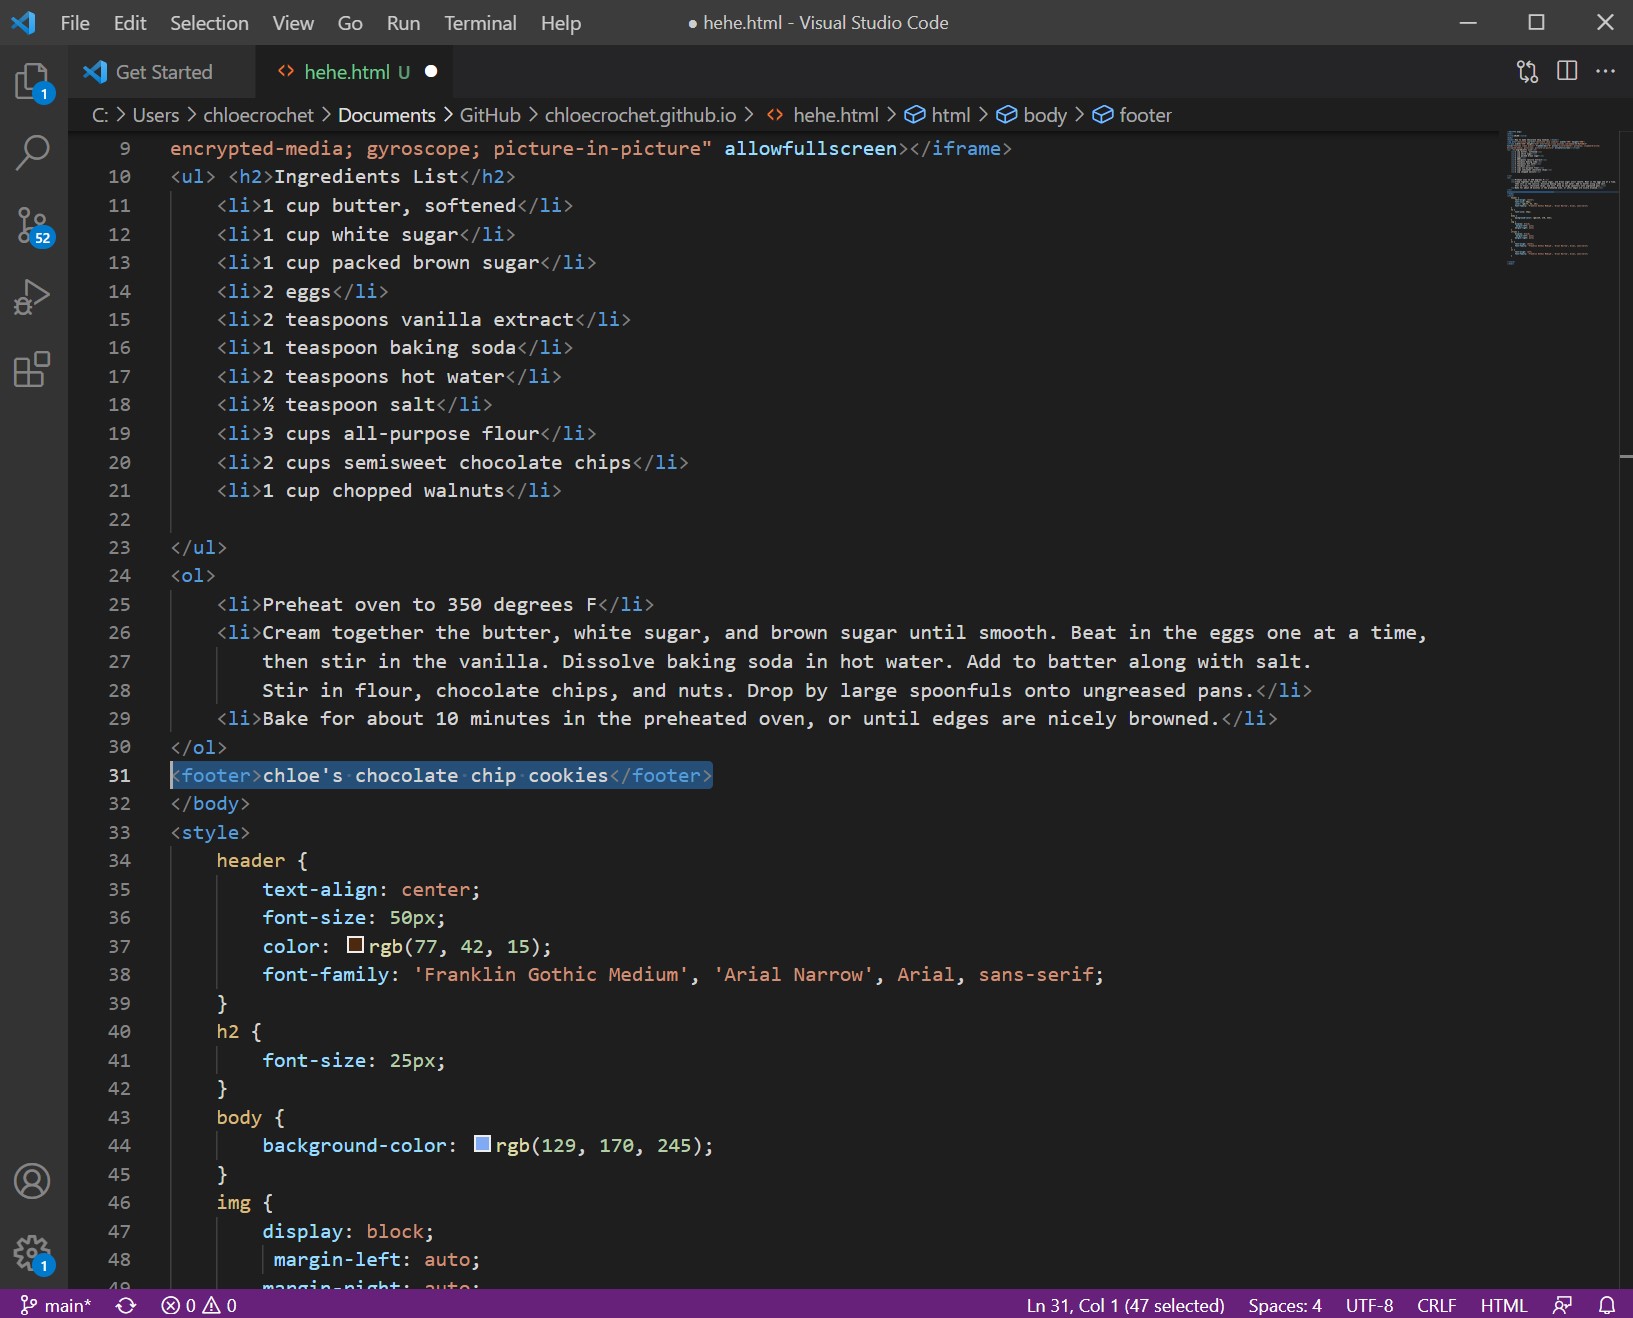 File Edit Selection View Go Run Terminal Help ● hehe.html - Visual Studio Code
Get Started <> hehe.html U ●
C: > Users > chloecrochet > Documents > GitHub > chloecrochet.github.io > <> hehe.html > html > body > footer
1
52
9 encrypted-media; gyroscope; picture-in-picture" allowfullscreen></iframe>
10 <ul> <h2>Ingredients List</h2>
11 <li>1 cup butter, softened</li>
12 <li>1 cup white sugar</li>
13 <li>1 cup packed brown sugar</li>
14 <li>2 eggs</li>
15 <li>2 teaspoons vanilla extract</li>
16 <li>1 teaspoon baking soda</li>
17 <li>2 teaspoons hot water</li>
18 <li>½ teaspoon salt</li>
19 <li>3 cups all-purpose flour</li>
20 <li>2 cups semisweet chocolate chips</li>
21 <li>1 cup chopped walnuts</li>
22
23 </ul>
24 <ol>
25 <li>Preheat oven to 350 degrees F</li>
26 <li>Cream together the butter, white sugar, and brown sugar until smooth. Beat in the eggs one at a time,
27 then stir in the vanilla. Dissolve baking soda in hot water. Add to batter along with salt.
28 Stir in flour, chocolate chips, and nuts. Drop by large spoonfuls onto ungreased pans.</li>
29 <li>Bake for about 10 minutes in the preheated oven, or until edges are nicely browned.</li>
30 </ol>
31 <footer>chloe's chocolate chip cookies</footer>
32 </body>
33 <style>
34 header {
35 text-align: center;
36 font-size: 50px;
37 color: rgb(77, 42, 15);
38 font-family: 'Franklin Gothic Medium', 'Arial Narrow', Arial, sans-serif;
39 }
40 h2 {
41 font-size: 25px;
42 }
43 body {
44 background-color: rgb(129, 170, 245);
45 }
46 img {
47 display: block;
48 margin-left: auto;
49 margin-right: auto;
1
main* 0 0 Ln 31, Col 1 (47 selected) Spaces: 4 UTF-8 CRLF HTML